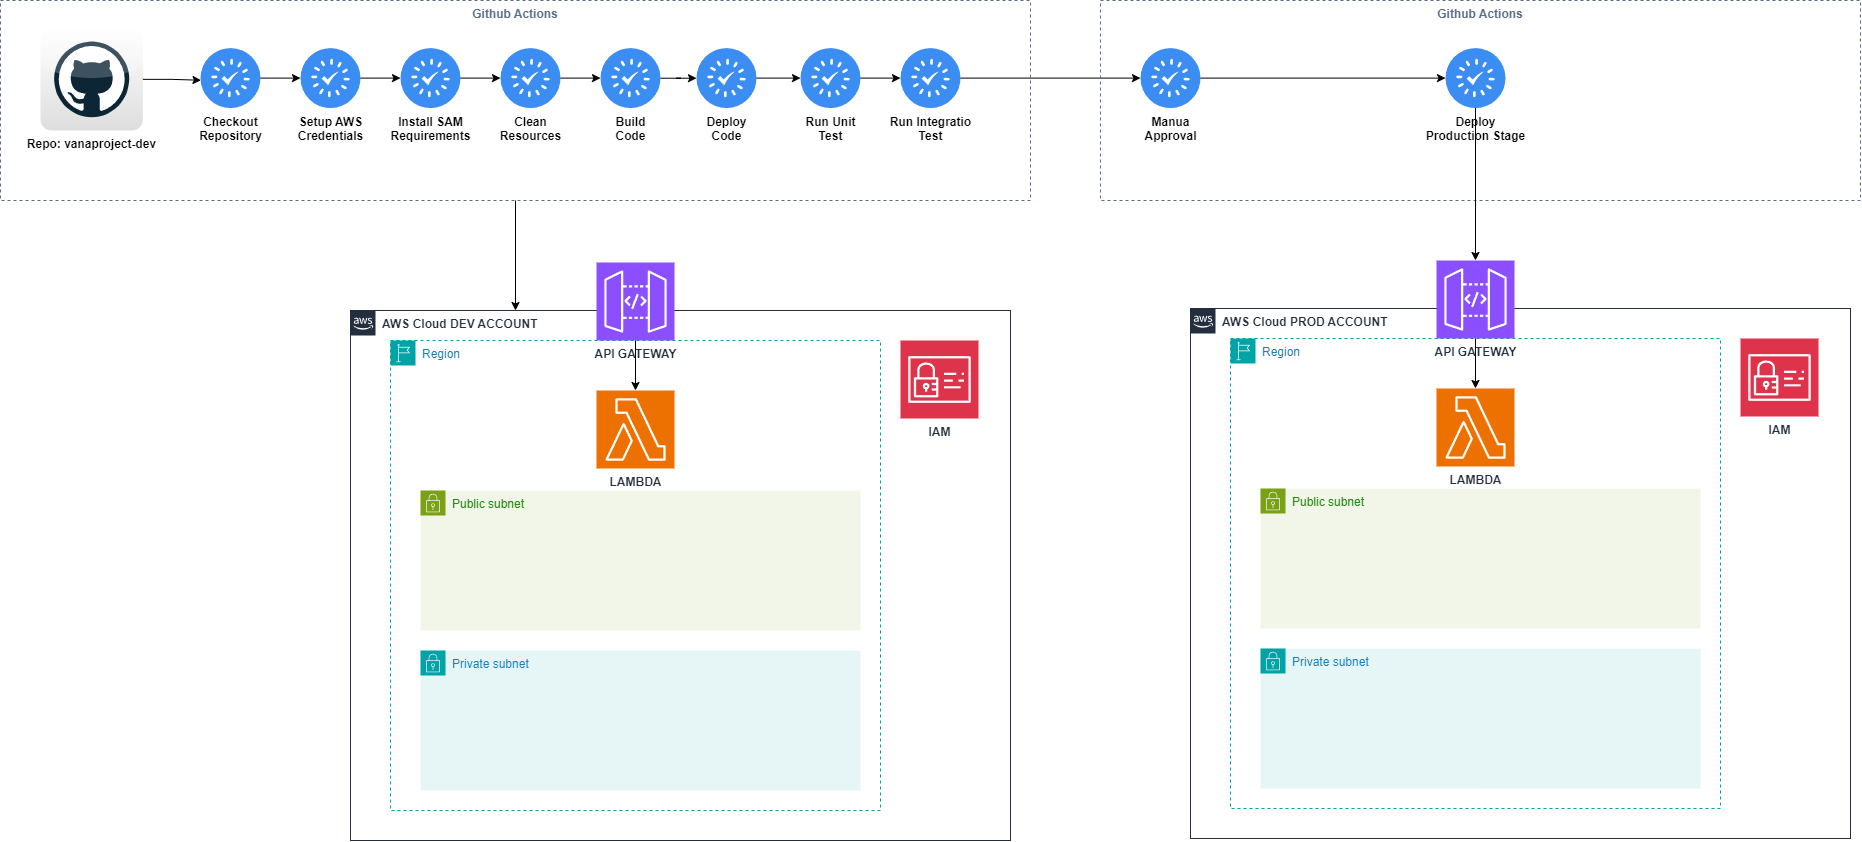 Github Actions
Repo: vanaproject-dev
Checkout
Repository
Setup AWS
Credentials
Install SAM
Requirements
Clean
Resources
Build
Code
Deploy
Code
Run Unit
Test
Run Integratio
Test
Github Actions
Manua
Approval
Deploy
Production Stage
aws
AWS Cloud DEV ACCOUNT
Region
</>
API GATEWAY
LAMBDA
IAM
Public subnet
Private subnet
aws
AWS Cloud PROD ACCOUNT
Region
</>
API GATEWAY
LAMBDA
IAM
Public subnet
Private subnet